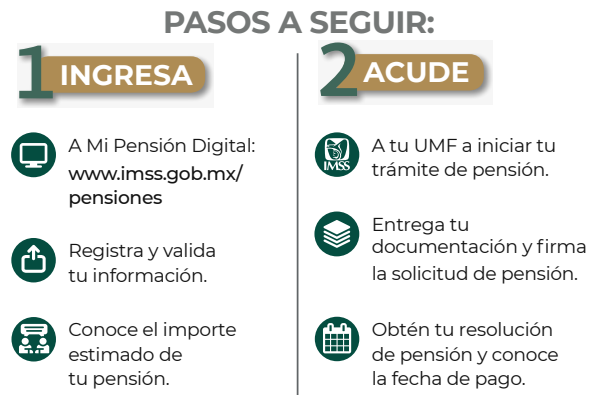 PASOS A SEGUIR:
1 INGRESA
A Mi Pensión Digital:
www.imss.gob.mx/
pensiones
Registra y valida
tu información.
Conoce el importe
estimado de
tu pensión.
2 ACUDE
IMSS
A tu UMF a iniciar tu
trámite de pensión.
Entrega tu
documentación y firma
la solicitud de pensión.
Obtén tu resolución
de pensión y conoce
la fecha de pago.